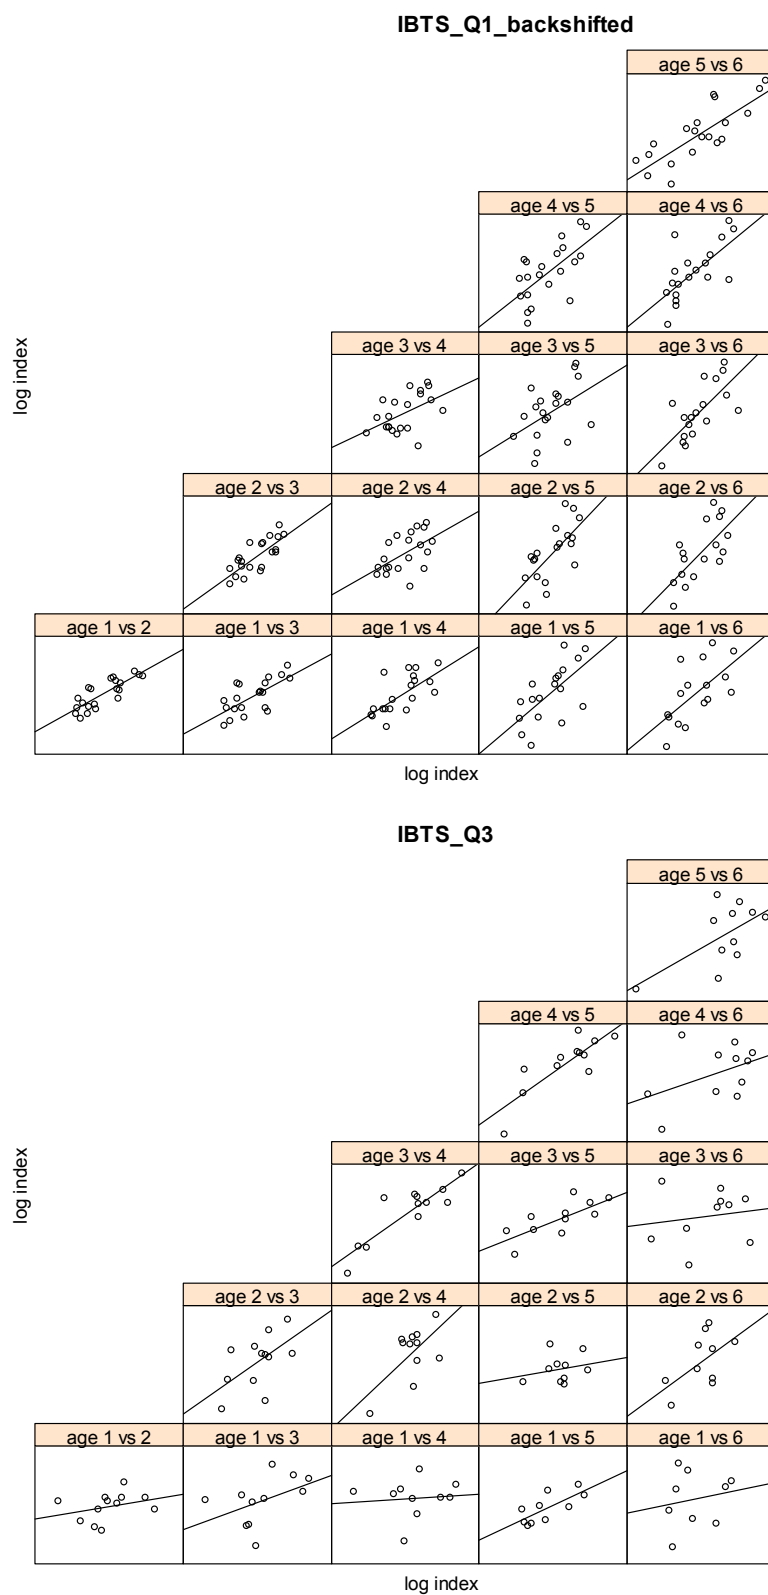 IBTS_Q1_backshifted
age 5 vs 6
age 4 vs 5
age 4 vs 6
age 3 vs 4
age 3 vs 5
age 3 vs 6
log index
age 2 vs 3
age 2 vs 4
age 2 vs 5
age 2 vs 6
age 1 vs 2
age 1 vs 3
age 1 vs 4
age 1 vs 5
age 1 vs 6
log index
IBTS_Q3
age 5 vs 6
age 4 vs 5
age 4 vs 6
age 3 vs 4
age 3 vs 5
age 3 vs 6
log index
age 2 vs 3
age 2 vs 4
age 2 vs 5
age 2 vs 6
age 1 vs 2
age 1 vs 3
age 1 vs 4
age 1 vs 5
age 1 vs 6
log index